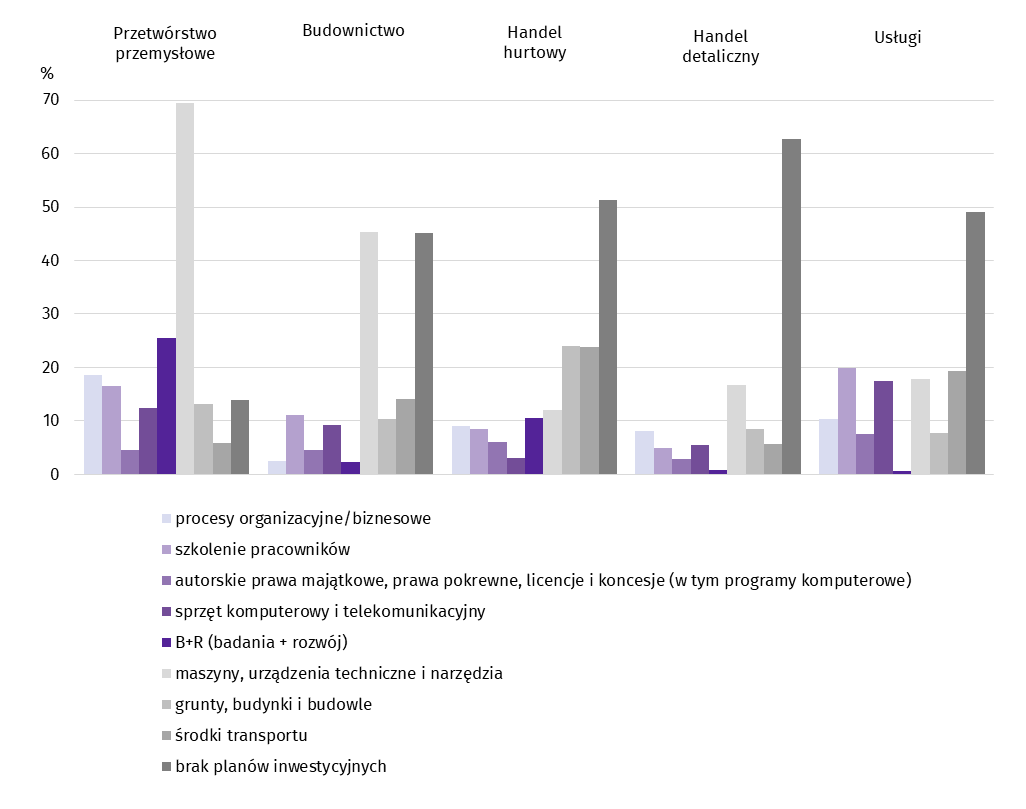 Przetwórstwo
przemysłowe
Budownictwo
Handel
hurtowy
Handel
detaliczny
Usługi
%
70
60
50
40
30
20
10
0
procesy organizacyjne/biznesowe
szkolenie pracowników
autorskie prawa majątkowe, prawa pokrewne, licencje i koncesje (w tym programy komputerowe)
sprzęt komputerowy i telekomunikacyjny
B+R (badania + rozwój)
maszyny, urządzenia techniczne i narzędzia
grunty, budynki i budowle
środki transportu
brak planów inwestycyjnych